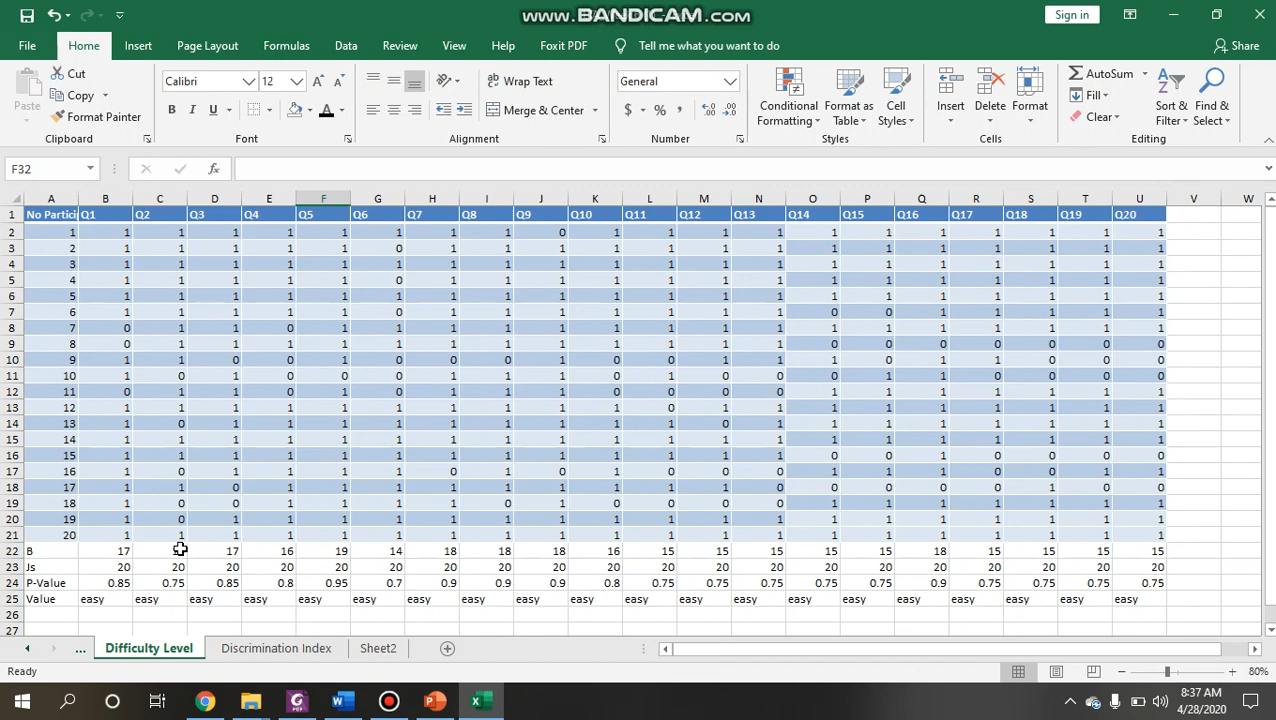 www.BANDICAM.com
Sign in
File Home Insert Page Layout Formulas Data Review View Help Foxit PDF Tell me what you want to do Share
Paste
Cut
Copy
Format Painter
Clipboard
Calibri 12
B I U
Font
Wrap Text
Merge & Center
Alignment
General
$ % ,
Number
Conditional Formatting
Format as Table
Cell Styles
Styles
Insert Delete Format
Cells
AutoSum
Fill
Clear
Sort & Filter
Find & Select
Editing
F32 fx
A B C D E F G H I J K L M N O P Q R S T U V W
1 No Partici Q1 Q2 Q3 Q4 Q5 Q6 Q7 Q8 Q9 Q10 Q11 Q12 Q13 Q14 Q15 Q16 Q17 Q18 Q19 Q20
2 1 1 1 1 1 1 1 1 1 0 1 1 1 1 1 1 1 1 1 1 1
3 2 1 1 1 1 1 0 1 1 1 1 1 1 1 1 1 1 1 1 1 1
4 3 1 1 1 1 1 1 1 1 1 1 1 1 1 1 1 1 1 1 1 1
5 4 1 1 1 1 1 0 1 1 1 1 1 1 1 1 1 1 1 1 1 1
6 5 1 1 1 1 1 1 1 1 1 1 1 1 1 1 1 1 1 1 1 1
7 6 1 1 1 1 1 0 1 1 1 1 1 1 1 0 0 1 1 1 1 1
8 7 0 1 1 0 1 1 1 1 1 1 1 1 1 1 1 1 1 1 1 1
9 8 0 1 1 1 1 1 1 1 1 1 1 1 1 0 0 0 0 0 0 0
10 9 1 1 0 0 1 0 0 0 1 0 0 1 1 1 0 1 1 0 0 0
11 10 1 0 1 0 0 0 1 1 0 1 0 0 0 0 1 1 0 0 0 0
12 11 0 1 1 0 1 1 1 1 1 0 0 0 0 1 1 1 1 1 1 1
13 12 1 1 1 1 1 1 1 1 1 1 0 1 1 1 1 1 1 1 1 1
14 13 1 0 1 1 1 1 1 1 1 1 1 0 1 1 1 1 1 1 1 1
15 14 1 1 1 1 1 1 1 1 1 1 1 1 1 1 1 1 1 1 1 1
16 15 1 1 1 1 1 1 1 1 1 1 1 1 1 0 0 1 0 0 0 0
17 16 1 0 1 1 1 1 0 1 0 0 0 0 0 1 1 1 0 0 0 0
18 17 1 0 0 1 1 1 1 1 1 1 1 1 0 0 0 0 0 0 1 0
19 18 1 0 0 1 1 1 1 0 1 0 1 1 1 1 1 1 1 1 1 1
20 19 1 0 1 1 1 1 1 1 1 1 1 1 1 1 1 1 1 1 1 1
21 20 1 1 1 1 1 1 1 1 1 1 1 1 1 1 1 1 1 1 1 1
22 B 17 17 16 19 14 18 18 18 16 15 15 15 15 15 18 15 15 15 15
23 Js 20 20 20 20 20 20 20 20 20 20 20 20 20 20 20 20 20 20 20 20
24 P-Value 0.85 0.75 0.85 0.8 0.95 0.7 0.9 0.9 0.9 0.8 0.75 0.75 0.75 0.75 0.75 0.9 0.75 0.75 0.75 0.75
25 Value easy easy easy easy easy easy easy easy easy easy easy easy easy easy easy easy easy easy easy easy
26
27
... Difficulty Level Discrimination Index Sheet2
Ready 80%
8:37 AM
4/28/2020